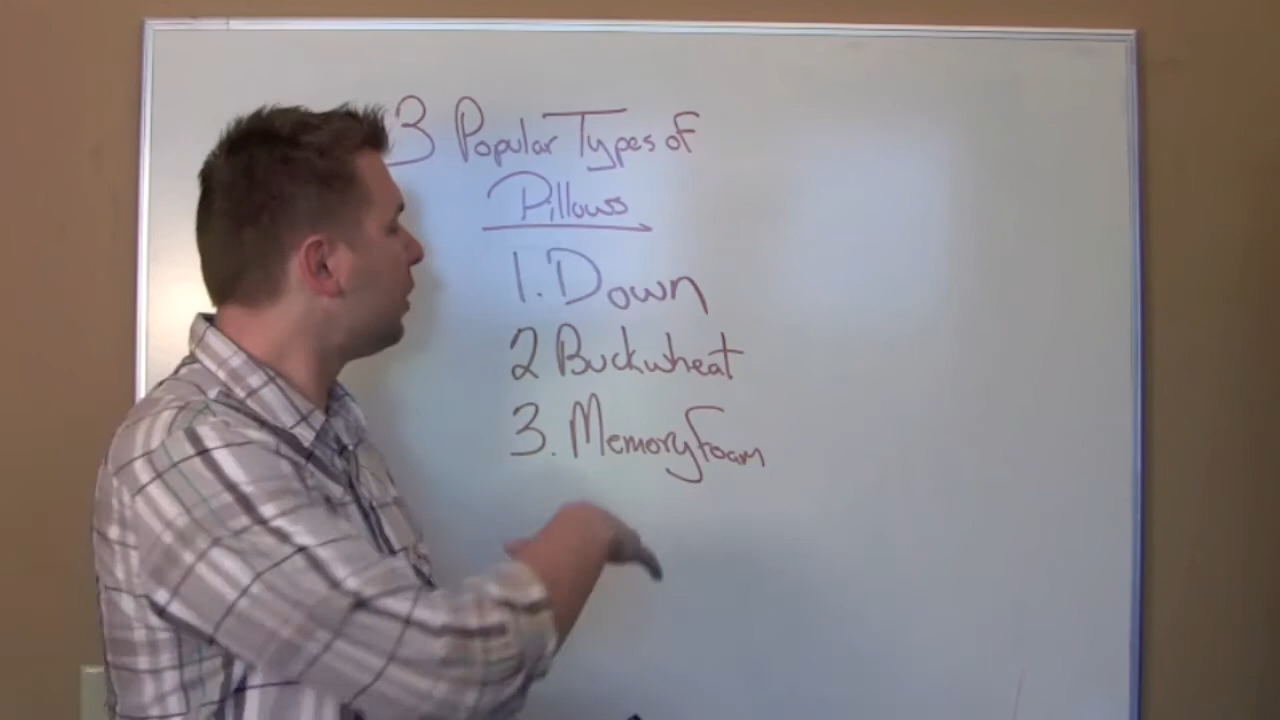 3 Popular Types of
Pillows
1. Down
2 Buckwheat
3. Memory Foam